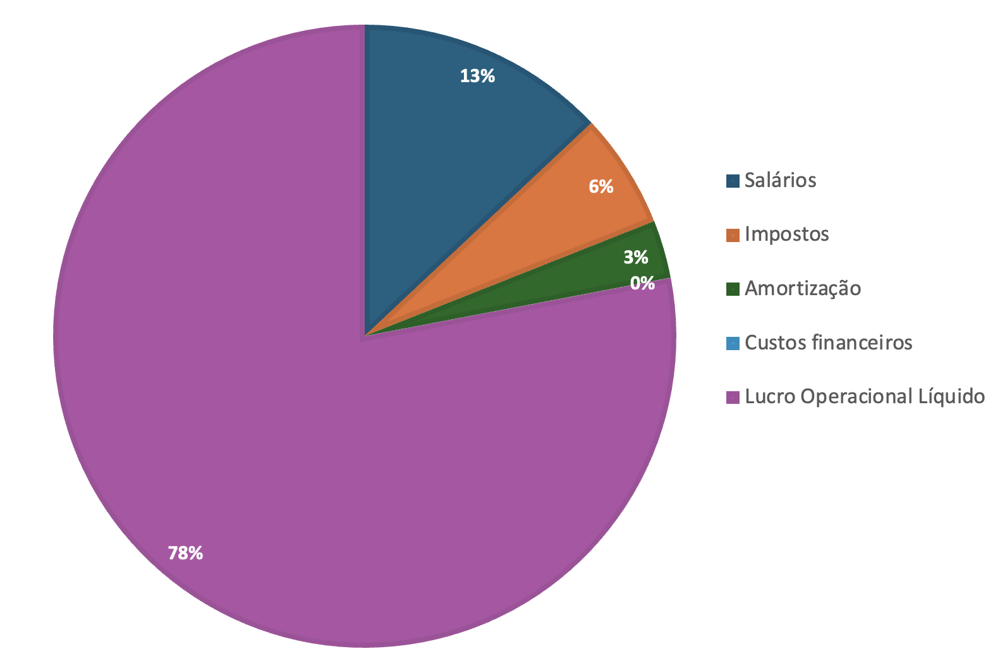 13%
6%
3%
0%
78%
Salários
Impostos
Amortização
Custos financeiros
Lucro Operacional Líquido